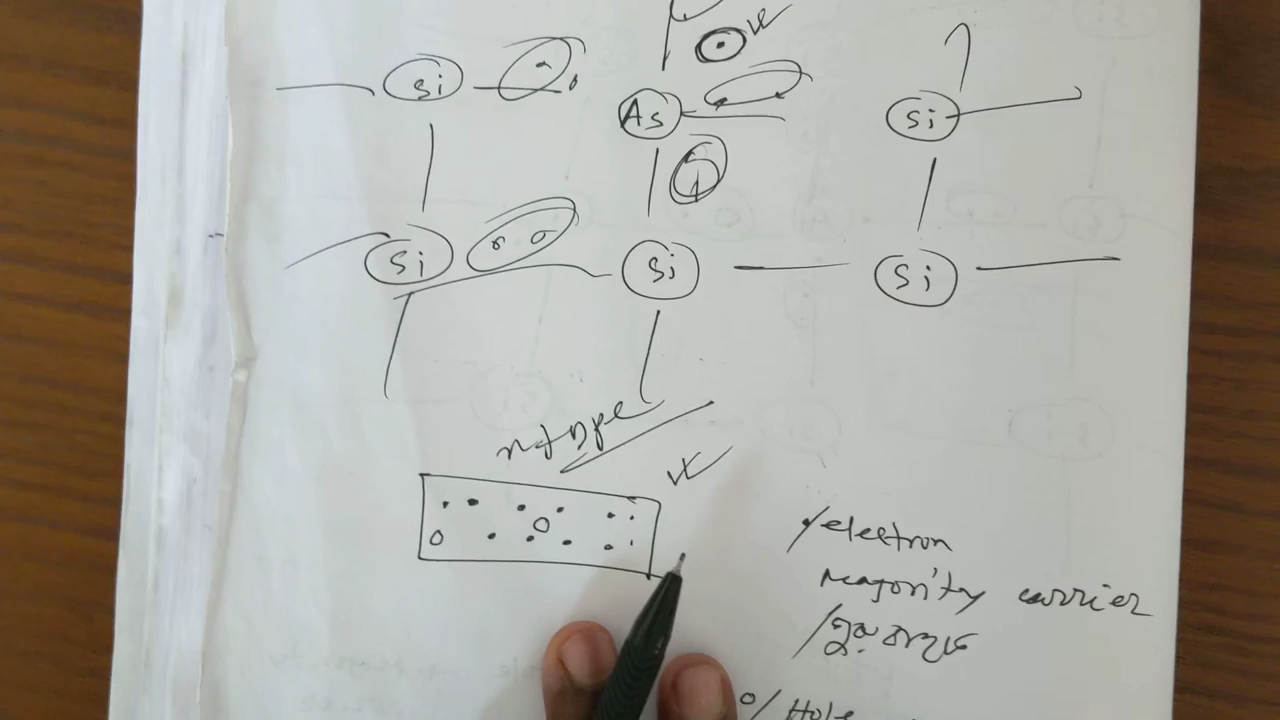 Si As Si
Si Si Si
n-type
electron
majority carrier
o/ Hole